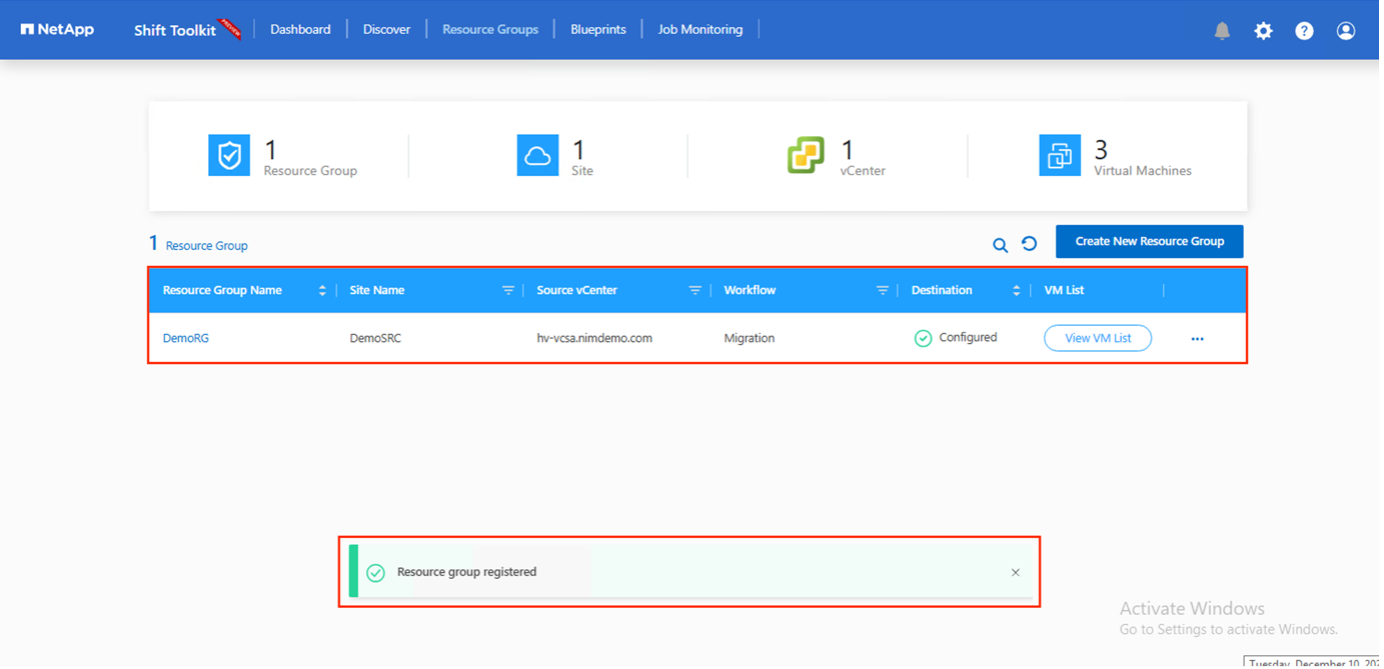 NetApp Shift Toolkit PREVIEW Dashboard Discover Resource Groups Blueprints Job Monitoring
1 Resource Group
1 Site
1 vCenter
3 Virtual Machines
1 Resource Group Create New Resource Group
Resource Group Name Site Name Source vCenter Workflow Destination VM List
DemoRG DemoSRC hv-vcsa.nimdemo.com Migration Configured View VM List ...
Resource group registered
Activate Windows
Go to Settings to activate Windows.
Tuesday, December 10,